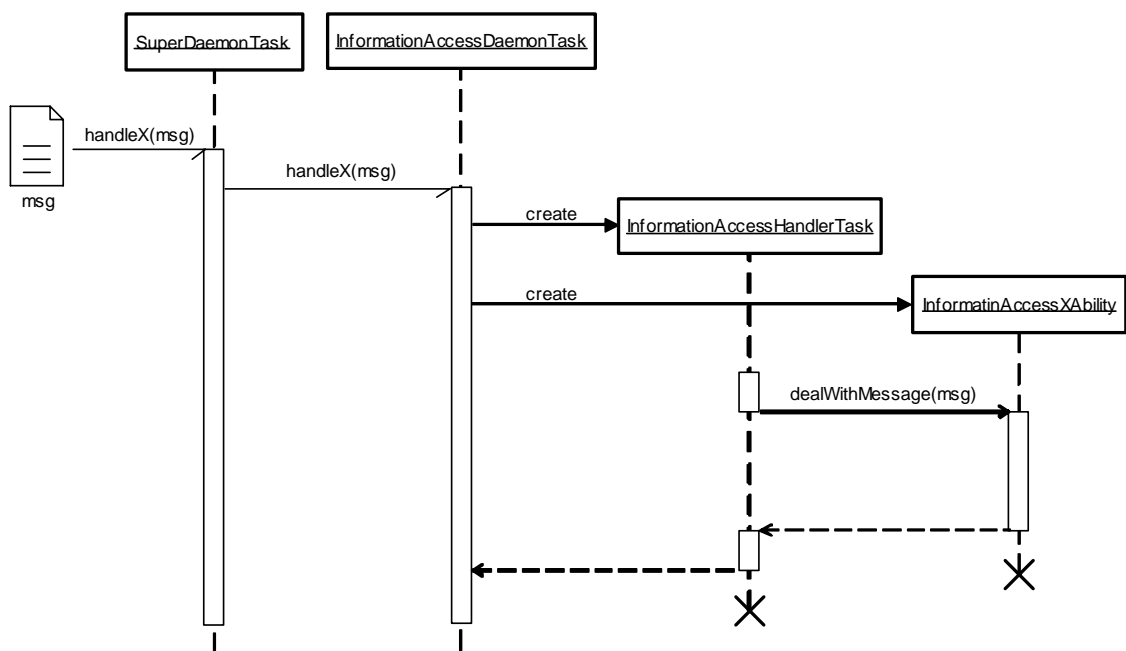 SuperDaemonTask
InformationAccessDaemonTask
handleX(msg)
msg
handleX(msg)
create
InformationAccessHandlerTask
create
InformatinAccessXAbility
dealWithMessage(msg)